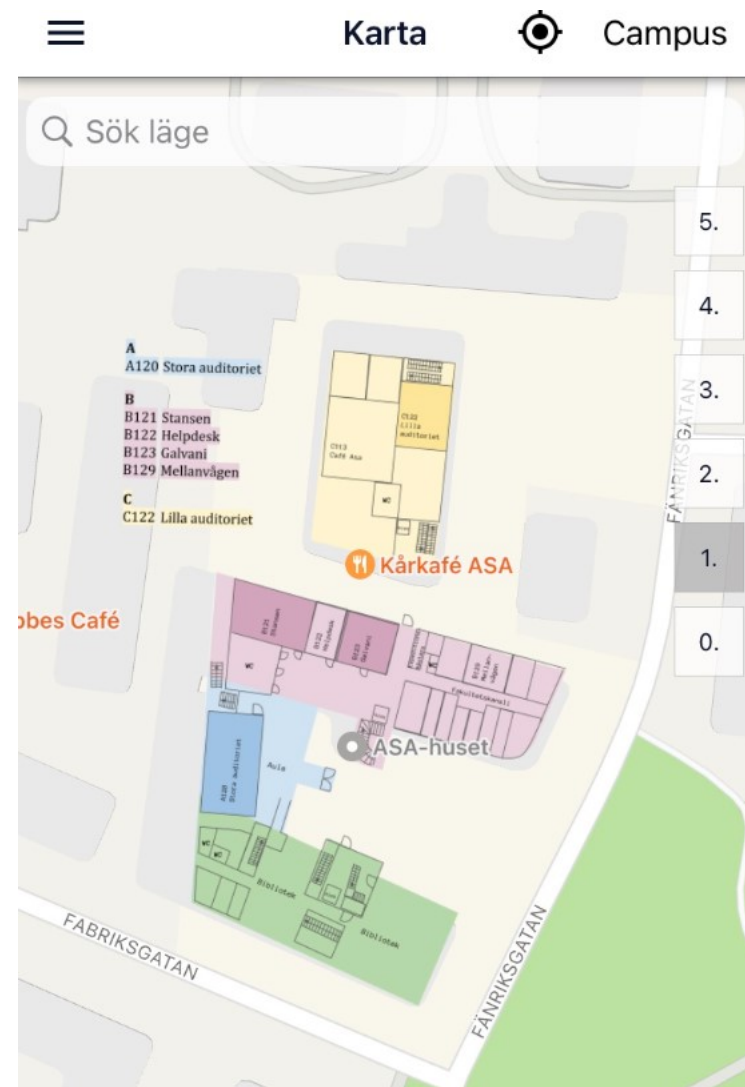 Karta
Campus
Sök läge
5.
4.
3.
2.
1.
0.
A
A120 Stora auditoriet
B
B121 Stansen
B122 Helpdesk
B123 Galvani
B129 Mellanvågen
C
C122 Lilla auditoriet
C122
Lilla
auditoriet
C113
Café Asa
WC
Kårkafé ASA
obes Café
B121
Stansen
B122
Helpdesk
B123
Galvani
B129
Mellan-
vågen
WC
Fakultetskansli
ASA-huset
Aula
A120
Stora auditoriet
WC
WC
Bibliotek
Bibliotek
FÄNRIKSGATAN
FÄNRIKSGATAN
FABRIKSGATAN